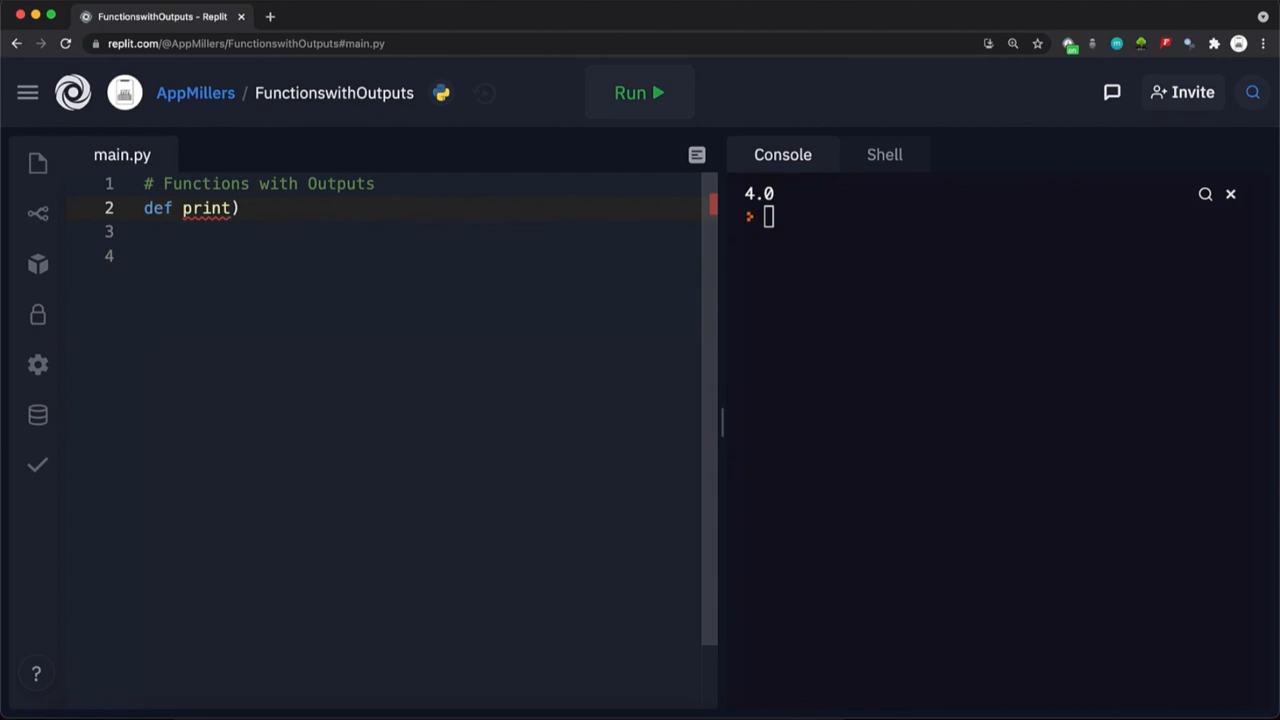 FunctionswithOutputs - Replit
replit.com/@AppMillers/FunctionswithOutputs#main.py
on
AppMillers / FunctionswithOutputs
Run
Invite
main.py
Console
Shell
1 # Functions with Outputs
2 def print)
3
4
4.0
?